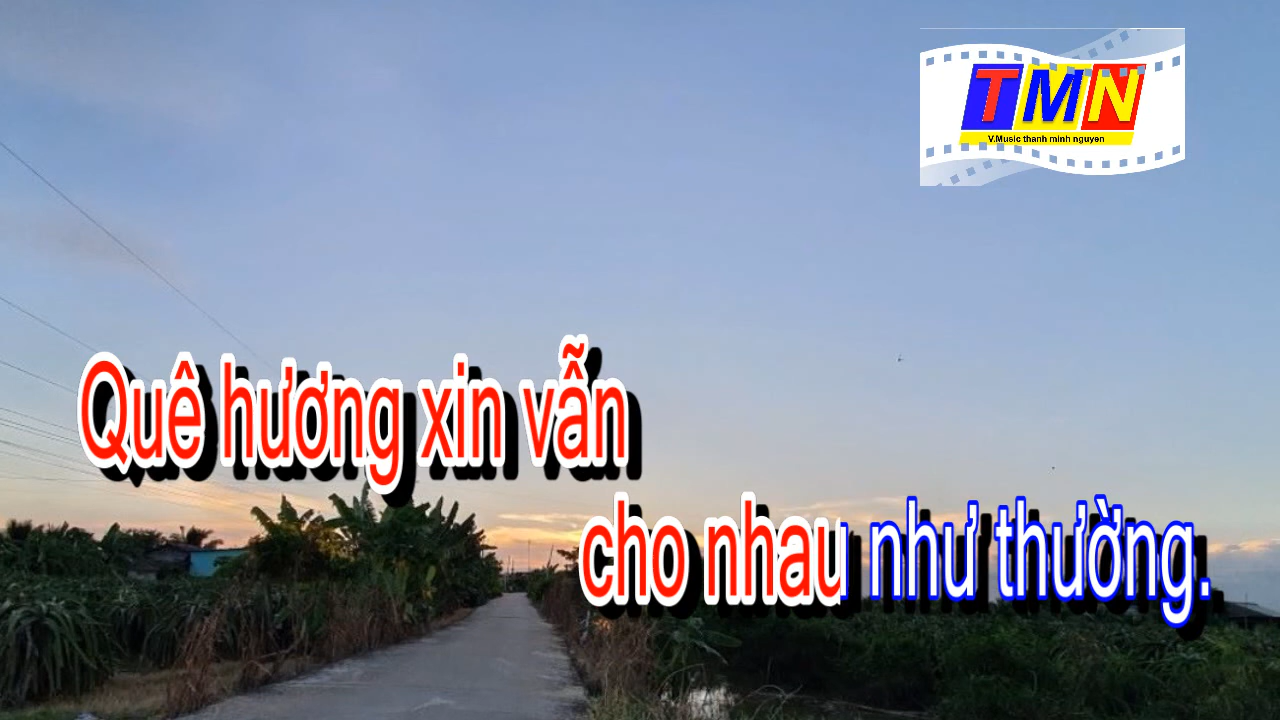 TMN
V.Music thanh minh nguyen
Quê hương xin vẫn
cho nhau như thường.